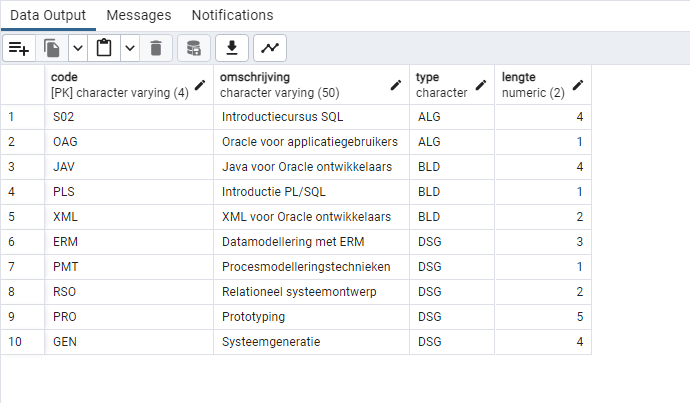 Data Output Messages Notifications
code omschrijving type lengte
[PK] character varying (4) character varying (50) character numeric (2)
1 S02 Introductiecursus SQL ALG 4
2 OAG Oracle voor applicatiegebruikers ALG 1
3 JAV Java voor Oracle ontwikkelaars BLD 4
4 PLS Introductie PL/SQL BLD 1
5 XML XML voor Oracle ontwikkelaars BLD 2
6 ERM Datamodellering met ERM DSG 3
7 PMT Procesmodelleringstechnieken DSG 1
8 RSO Relationeel systeemontwerp DSG 2
9 PRO Prototyping DSG 5
10 GEN Systeemgeneratie DSG 4